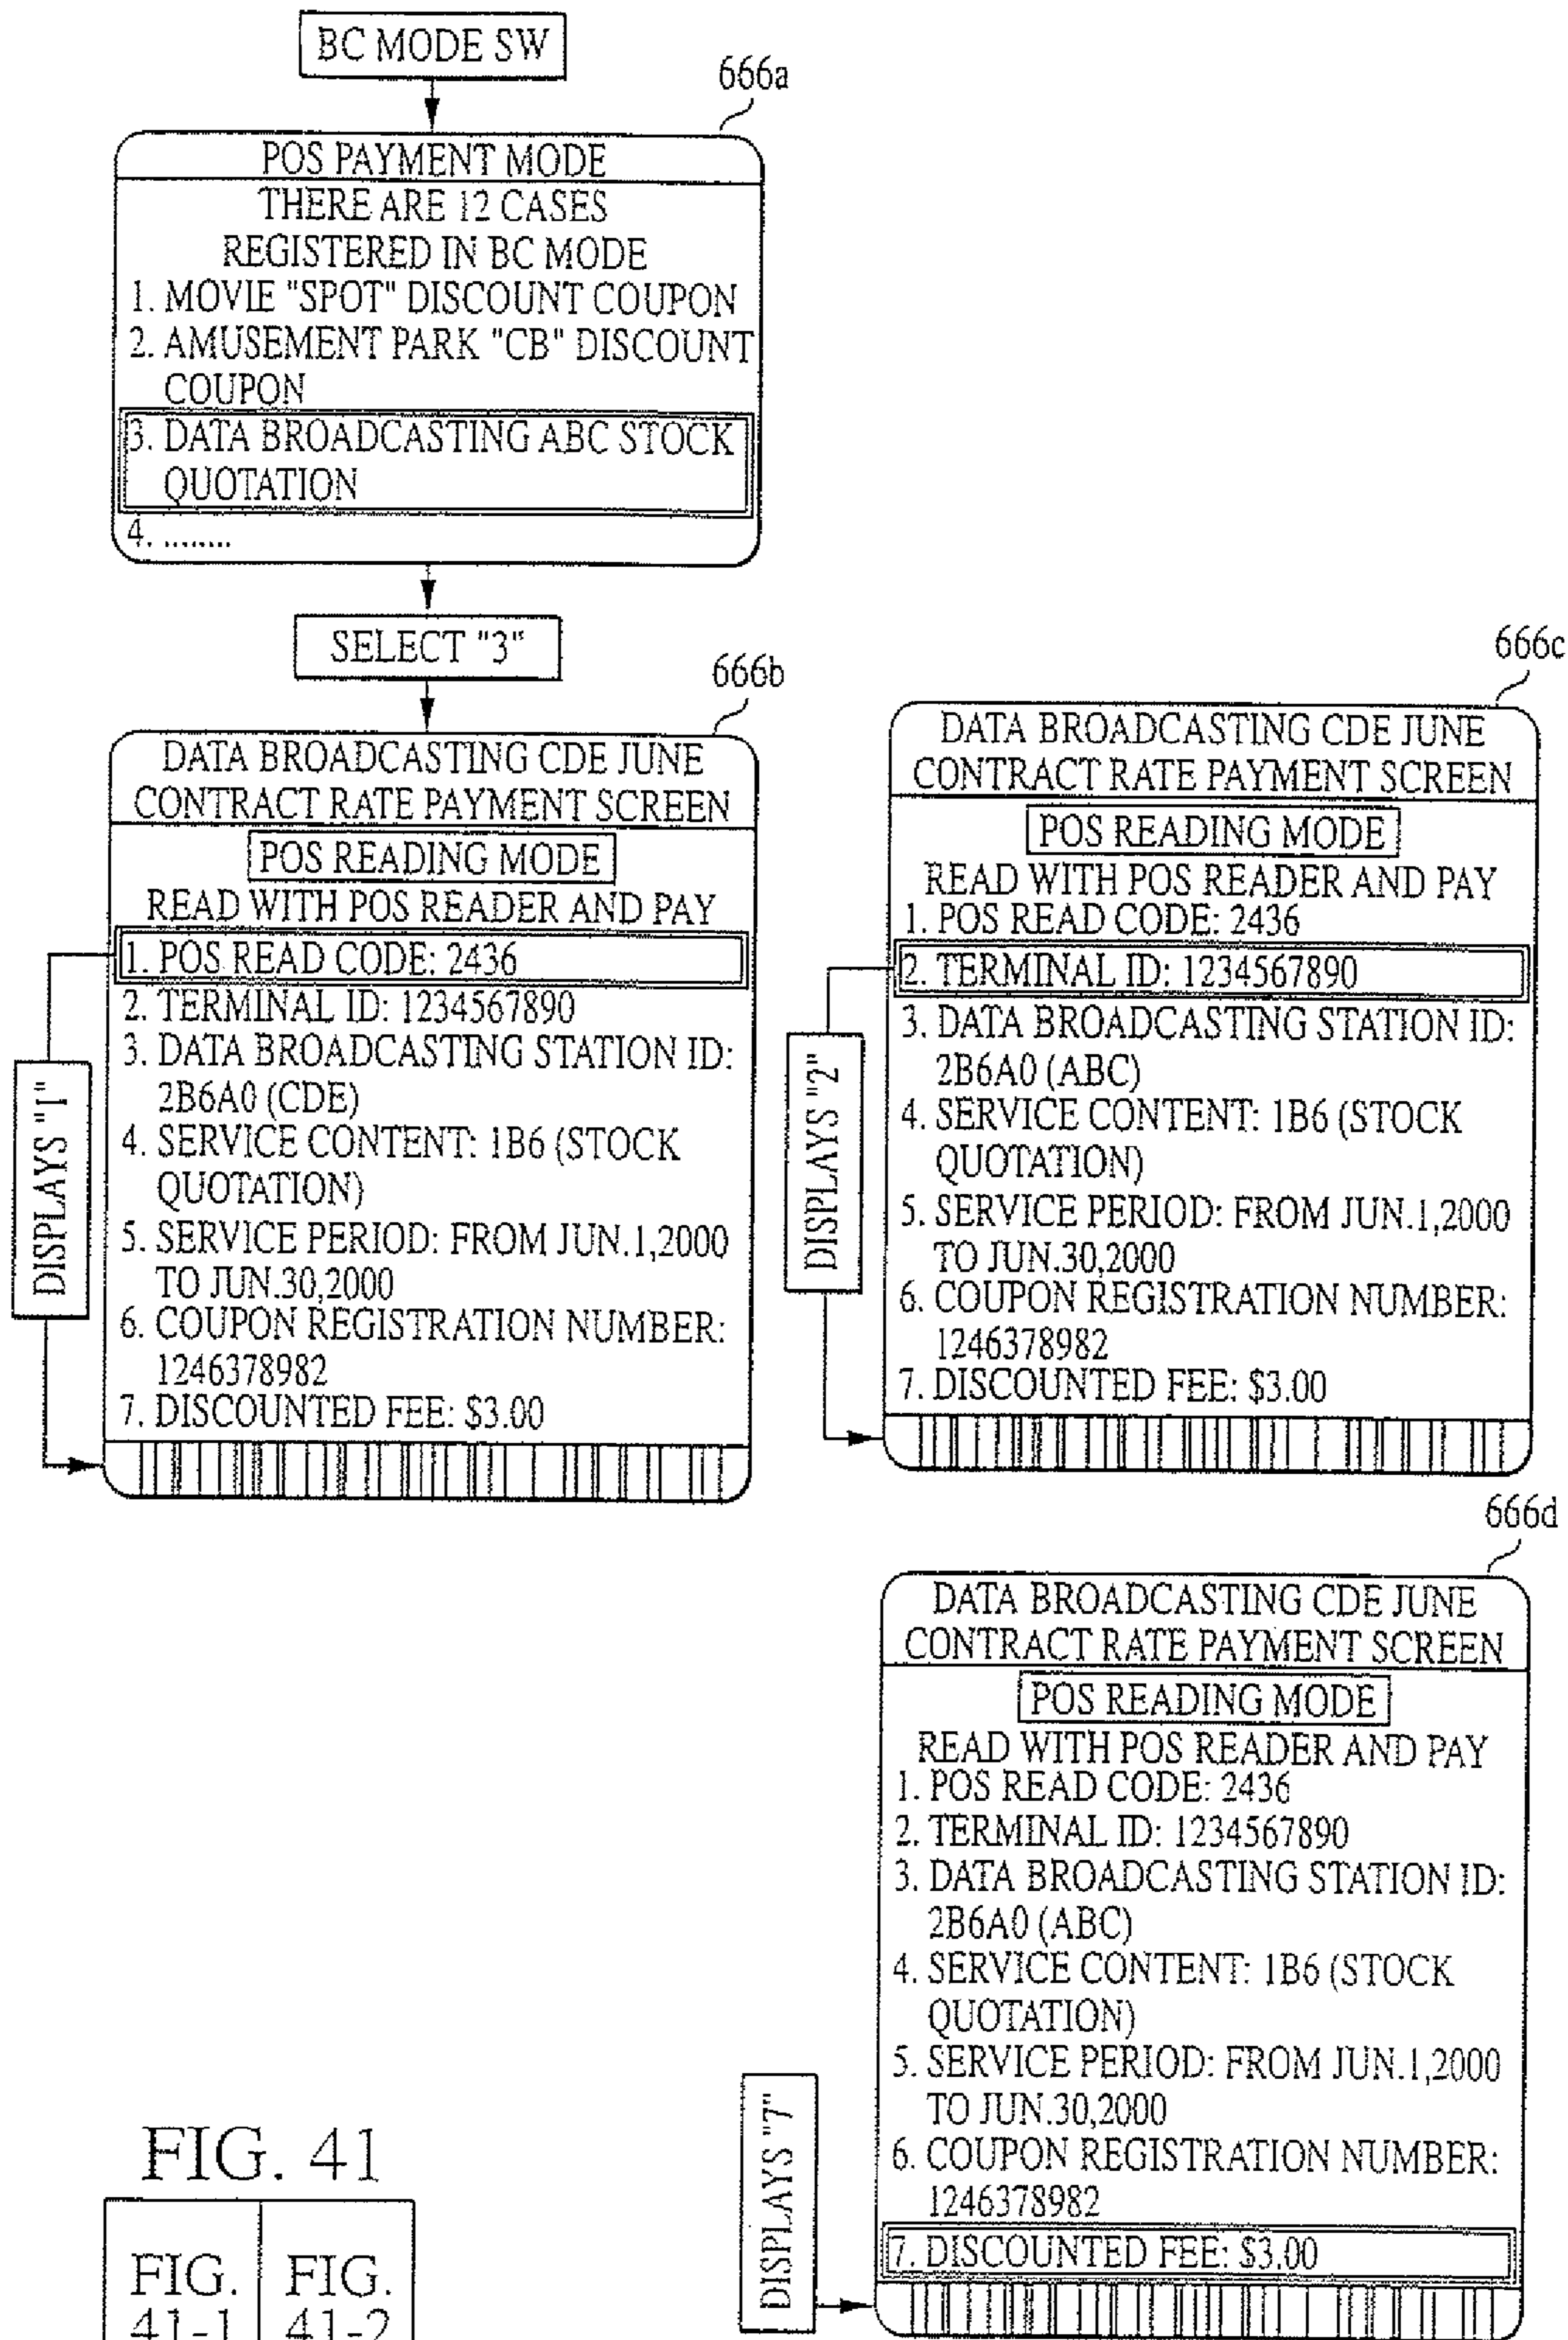 BC MODE SW
666a
POS PAYMENT MODE
THERE ARE 12 CASES
REGISTERED IN BC MODE
1. MOVIE "SPOT" DISCOUNT COUPON
2. AMUSEMENT PARK "CB" DISCOUNT
COUPON
3. DATA BROADCASTING ABC STOCK
QUOTATION
4. ........
SELECT "3"
666b
DATA BROADCASTING CDE JUNE
CONTRACT RATE PAYMENT SCREEN
POS READING MODE
READ WITH POS READER AND PAY
1. POS READ CODE: 2436
2. TERMINAL ID: 1234567890
3. DATA BROADCASTING STATION ID:
2B6A0 (CDE)
4. SERVICE CONTENT: 1B6 (STOCK
QUOTATION)
5. SERVICE PERIOD: FROM JUN.1,2000
TO JUN.30,2000
6. COUPON REGISTRATION NUMBER:
1246378982
7. DISCOUNTED FEE: $3.00
DISPLAYS "1"
666c
DATA BROADCASTING CDE JUNE
CONTRACT RATE PAYMENT SCREEN
POS READING MODE
READ WITH POS READER AND PAY
1. POS READ CODE: 2436
2. TERMINAL ID: 1234567890
3. DATA BROADCASTING STATION ID:
2B6A0 (ABC)
4. SERVICE CONTENT: 1B6 (STOCK
QUOTATION)
5. SERVICE PERIOD: FROM JUN.1,2000
TO JUN.30,2000
6. COUPON REGISTRATION NUMBER:
1246378982
7. DISCOUNTED FEE: $3.00
DISPLAYS "2"
666d
DATA BROADCASTING CDE JUNE
CONTRACT RATE PAYMENT SCREEN
POS READING MODE
READ WITH POS READER AND PAY
1. POS READ CODE: 2436
2. TERMINAL ID: 1234567890
3. DATA BROADCASTING STATION ID:
2B6A0 (ABC)
4. SERVICE CONTENT: 1B6 (STOCK
QUOTATION)
5. SERVICE PERIOD: FROM JUN.1,2000
TO JUN.30,2000
6. COUPON REGISTRATION NUMBER:
1246378982
7. DISCOUNTED FEE: $3.00
DISPLAYS "7"
FIG. 41
FIG.
41-1
FIG.
41-2